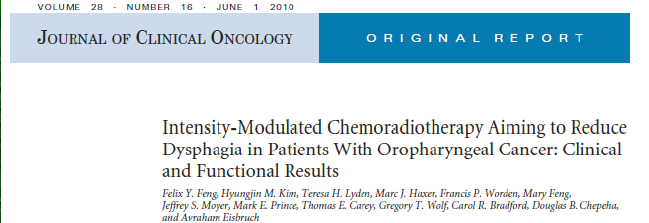 VOLUME 28 · NUMBER 16 · JUNE 1 2010
JOURNAL OF CLINICAL ONCOLOGY
ORIGINAL REPORT
Intensity-Modulated Chemoradiotherapy Aiming to Reduce
Dysphagia in Patients With Oropharyngeal Cancer: Clinical
and Functional Results
Felix Y. Feng, Hyungjin M. Kim, Teresa H. Lyden, Marc J. Haxer, Francis P. Worden, Mary Feng,
Jeffrey S. Moyer, Mark E. Prince, Thomas E. Carey, Gregory T. Wolf, Carol R. Bradford, Douglas B. Chepeha,
and Avraham Eisbruch